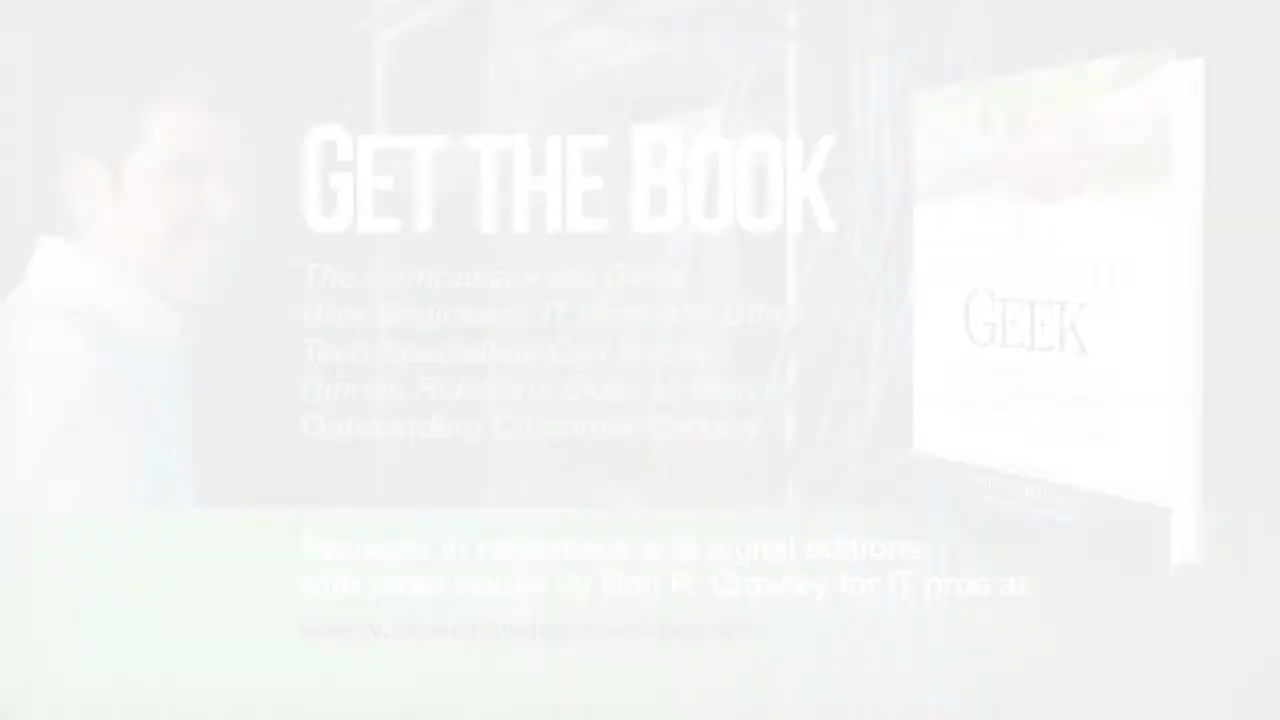 GET THE BOOK
The Compassionate Geek
How Engineers, IT Pros, and Other
Tech Specialists Can Master
Human Relations Skills to Deliver
Outstanding Customer Service
GEEK
Available in paperback and digital editions
with other books by Don R. Crawley for IT pros at: